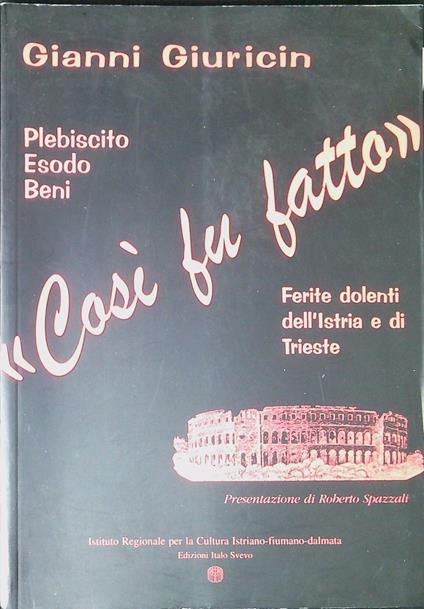 Gianni Giuricin
Plebiscito
Esodo
Beni
«Così fu fatto»
Ferite dolenti
dell'Istria e di
Trieste
Presentazione di Roberto Spazzali
Istituto Regionale per la Cultura Istriano-fiumano-dalmata
Edizioni Italo Svevo